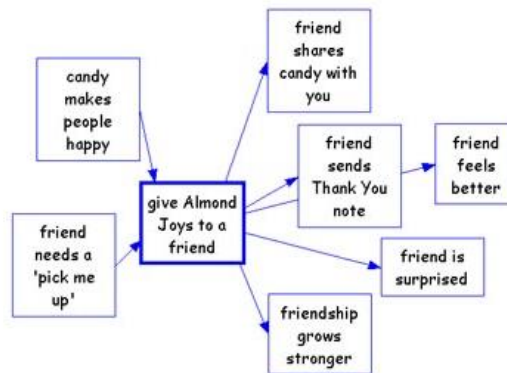 friend
shares
candy with
you
candy
makes
people
happy
friend
sends
Thank You
note
friend
feels
better
give Almond
Joys to a
friend
friend
needs a
'pick me
up'
friend is
surprised
friendship
grows
stronger